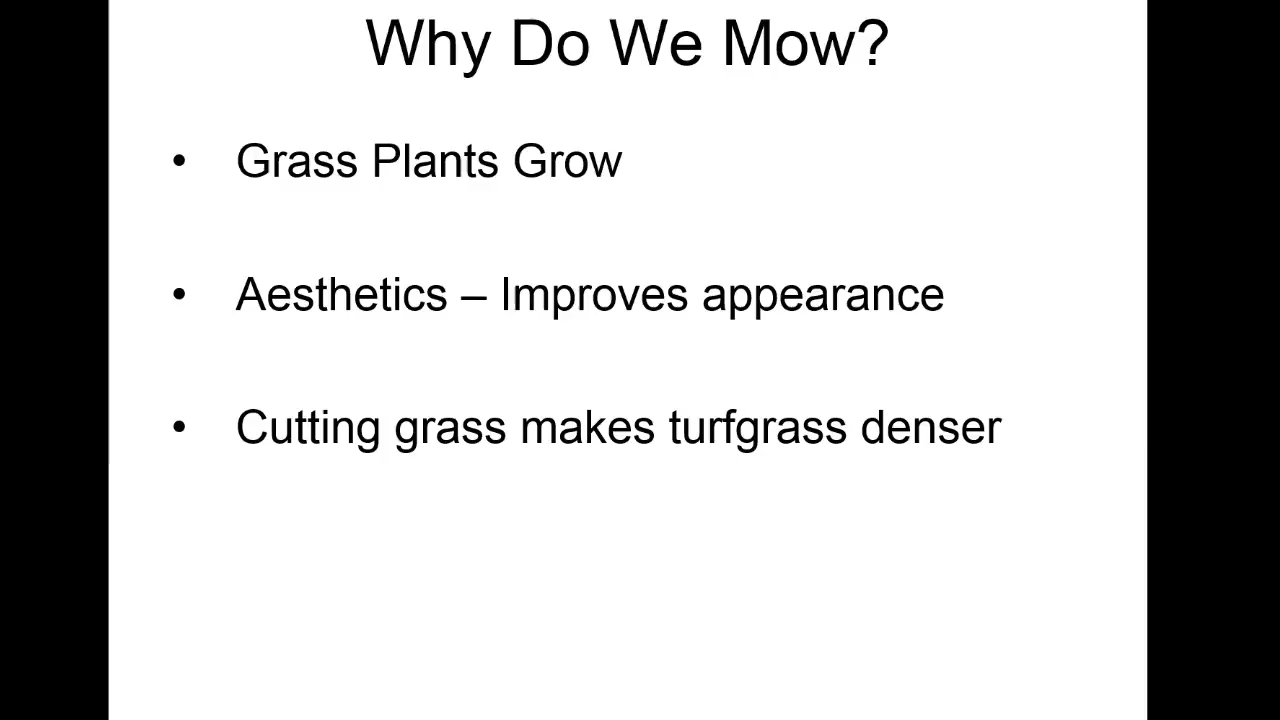 Why Do We Mow?
• Grass Plants Grow
• Aesthetics – Improves appearance
• Cutting grass makes turfgrass denser